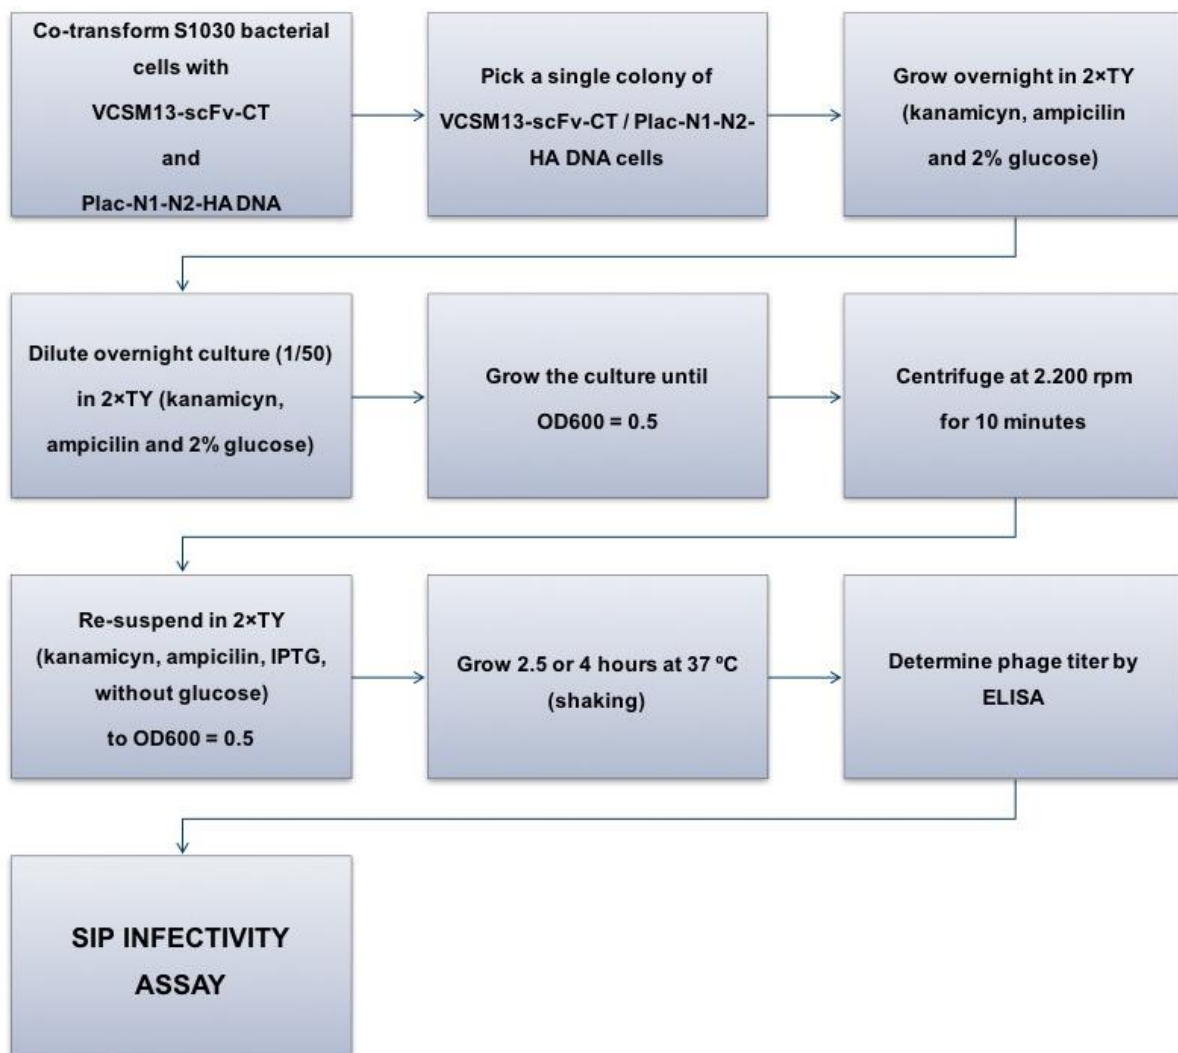 Co-transform S1030 bacterial
cells with
VCSM13-scFv-CT
and
Plac-N1-N2-HA DNA
Pick a single colony of
VCSM13-scFv-CT / Plac-N1-N2-
HA DNA cells
Grow overnight in 2×TY
(kanamicyn, ampicilin
and 2% glucose)
Dilute overnight culture (1/50)
in 2×TY (kanamicyn,
ampicilin and 2% glucose)
Grow the culture until
OD600 = 0.5
Centrifuge at 2.200 rpm
for 10 minutes
Re-suspend in 2×TY
(kanamicyn, ampicilin, IPTG,
without glucose)
to OD600 = 0.5
Grow 2.5 or 4 hours at 37 ºC
(shaking)
Determine phage titer by
ELISA
SIP INFECTIVITY
ASSAY